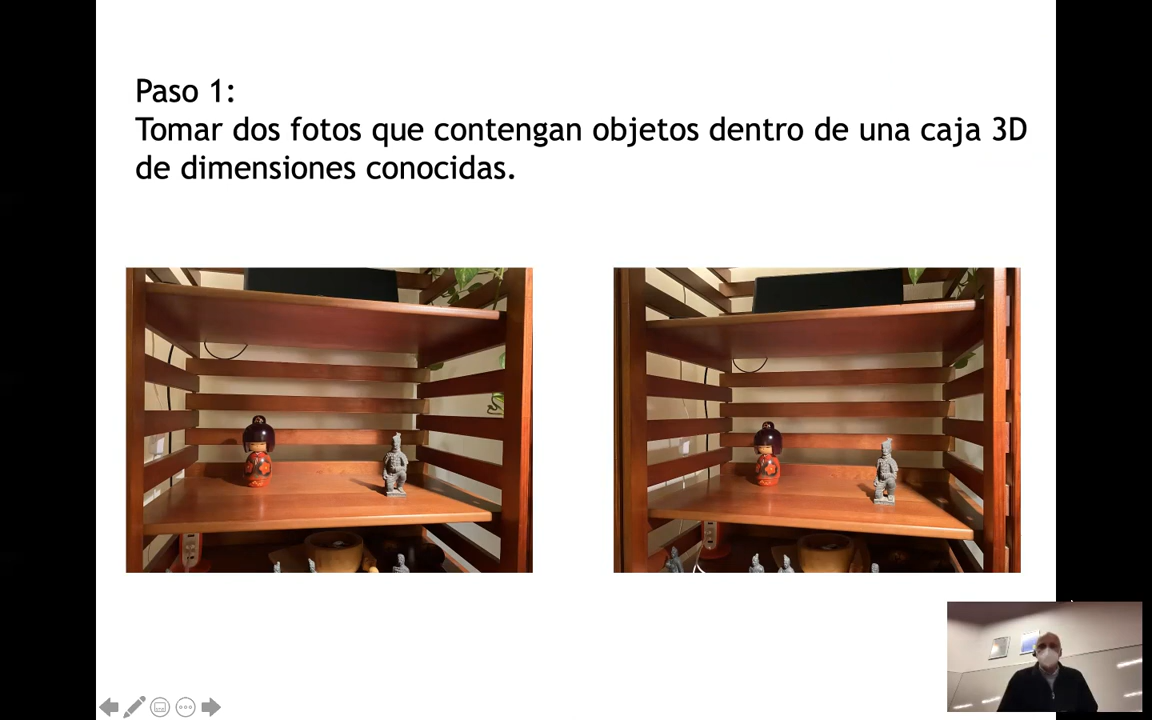 Paso 1:
Tomar dos fotos que contengan objetos dentro de una caja 3D
de dimensiones conocidas.